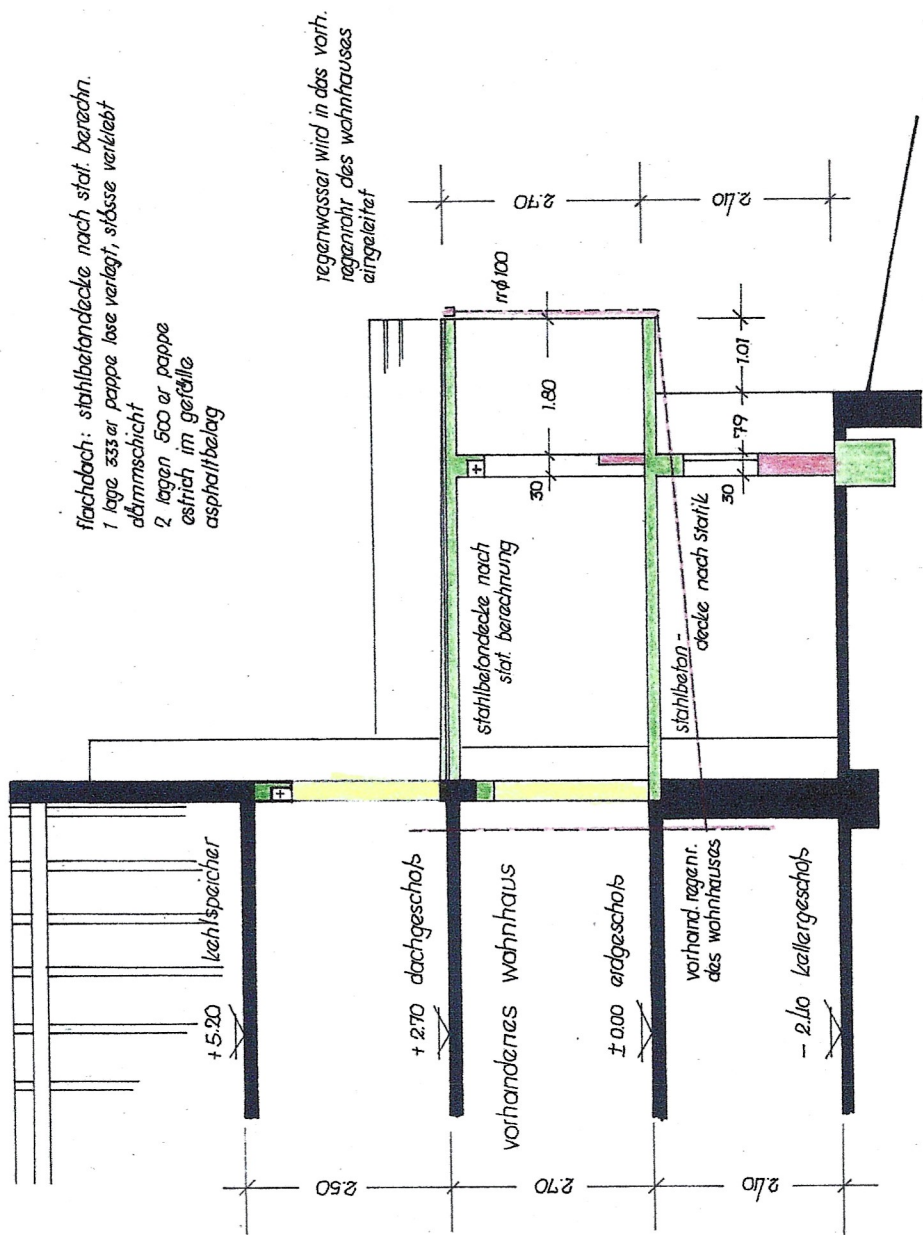 flachdach: stahlbetondecke nach stat. berechn.
1 lage 333 er pappe lose verlegt, stösse verklebt
dämmschicht
2 lagen 500 er pappe
estrich im gefälle
asphaltbelag
regenwasser wird in das vorh.
regenrohr des wohnhauses
eingeleitet
+5.20 kehlspeicher
+2.70 dachgeschoß
vorhandenes wohnhaus
±0.00 erdgeschoß
vorhand. regenr.
des wohnhauses
-2.40 kellergeschoß
stahlbetondecke nach
stat. berechnung
stahlbeton-
decke nach statik
rrϕ100
30
1.80
30
79
1.01
2.70
2.40
2.50
2.70
2.40